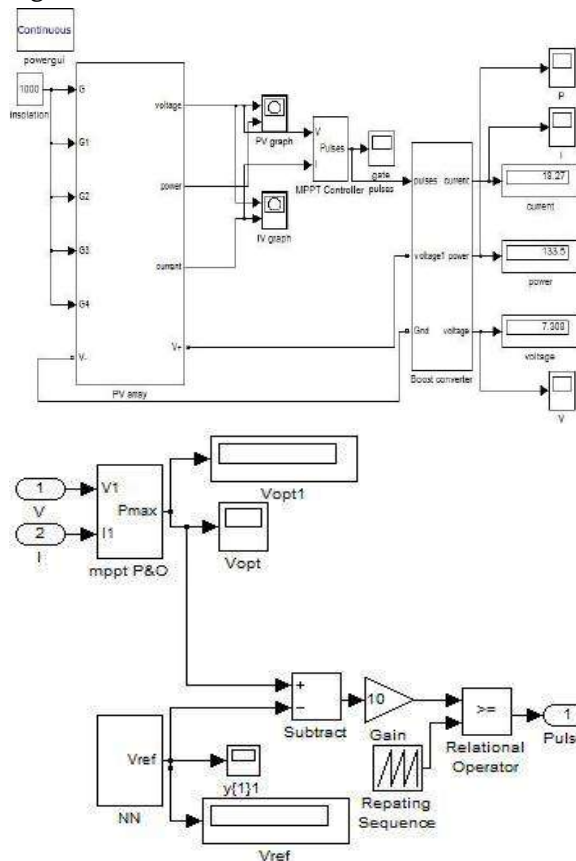 Continuous
powergui
1000
insolation
G
G1
G2
G3
G4
V-
voltage
power
current
V+
PV array
PV graph
IV graph
V
I
Pulses
MPPT Controller
gate
pulses
pulses
voltage1
Gnd
current
power
voltage
Boost converter
P
I
18.27
current
133.5
power
7.308
voltage
V
1
V
2
I
V1
I1
Pmax
mppt P&O
Vopt1
Vopt
+
−
Subtract
10
Gain
>=
Relational
Operator
1
Puls
Repating
Sequence
Vref
NN
y{1}1
Vref